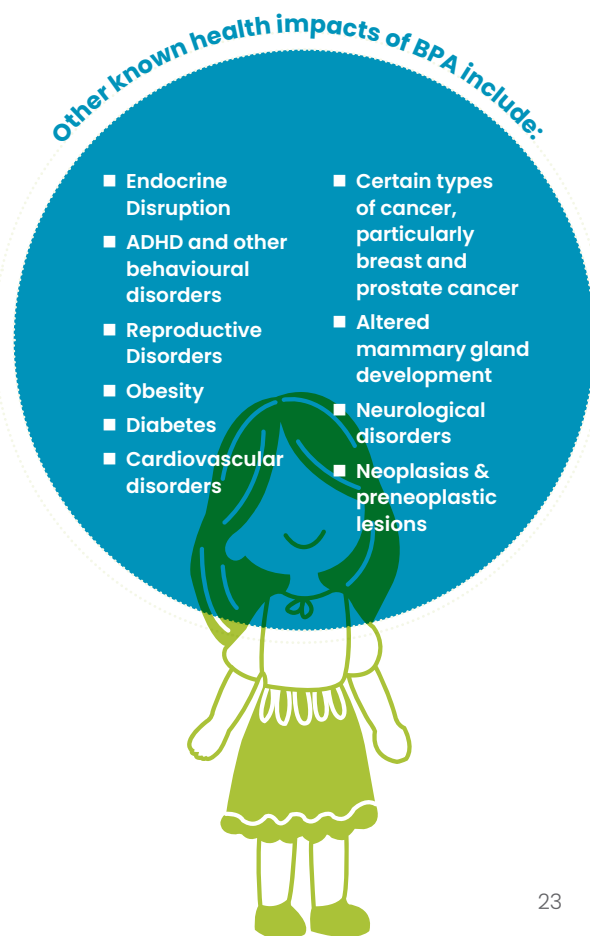 Other known health impacts of BPA include:
■ Endocrine
Disruption
■ ADHD and other
behavioural
disorders
■ Reproductive
Disorders
■ Obesity
■ Diabetes
■ Cardiovascular
disorders
■ Certain types
of cancer,
particularly
breast and
prostate cancer
■ Altered
mammary gland
development
■ Neurological
disorders
■ Neoplasias &
preneoplastic
lesions
23